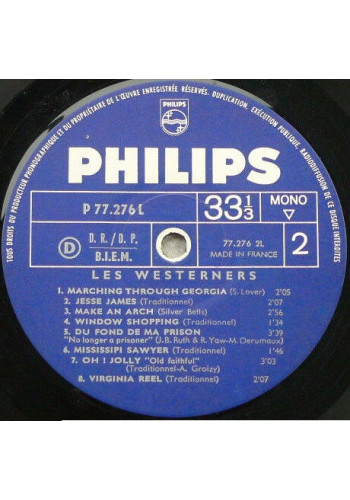 TOUS DROITS DU PRODUCTEUR PHONOGRAPHIQUE ET DU PROPRIÉTAIRE DE L'ŒUVRE ENREGISTRÉE RÉSERVÉS. DUPLICATION, EXÉCUTION PUBLIQUE, RADIODIFFUSION DE CE DISQUE INTERDITES
PHILIPS
PHILIPS
P 77.276 L
33 1/3
MONO
▽
D
D. R. / D. P.
B.I.E.M.
77.276 2L
MADE IN FRANCE
2
LES WESTERNERS
1. MARCHING THROUGH GEORGIA (S. Lover) 2'05
2. JESSE JAMES (Traditionnel) 2'07
3. MAKE AN ARCH (Silver Bells) 2'56
4. WINDOW SHOPPING (Traditionnel) 1'34
5. DU FOND DE MA PRISON 3'39
"No longer a prisoner" (J.B. Ruth & R. Yaw-M. Derumaux)
6. MISSISSIPI SAWYER (Traditionnel) 1'46
7. OH ! JOLLY "Old faithful" 3'03
(Traditionnel-A. Groizy)
8. VIRGINIA REEL (Traditionnel) 2'07